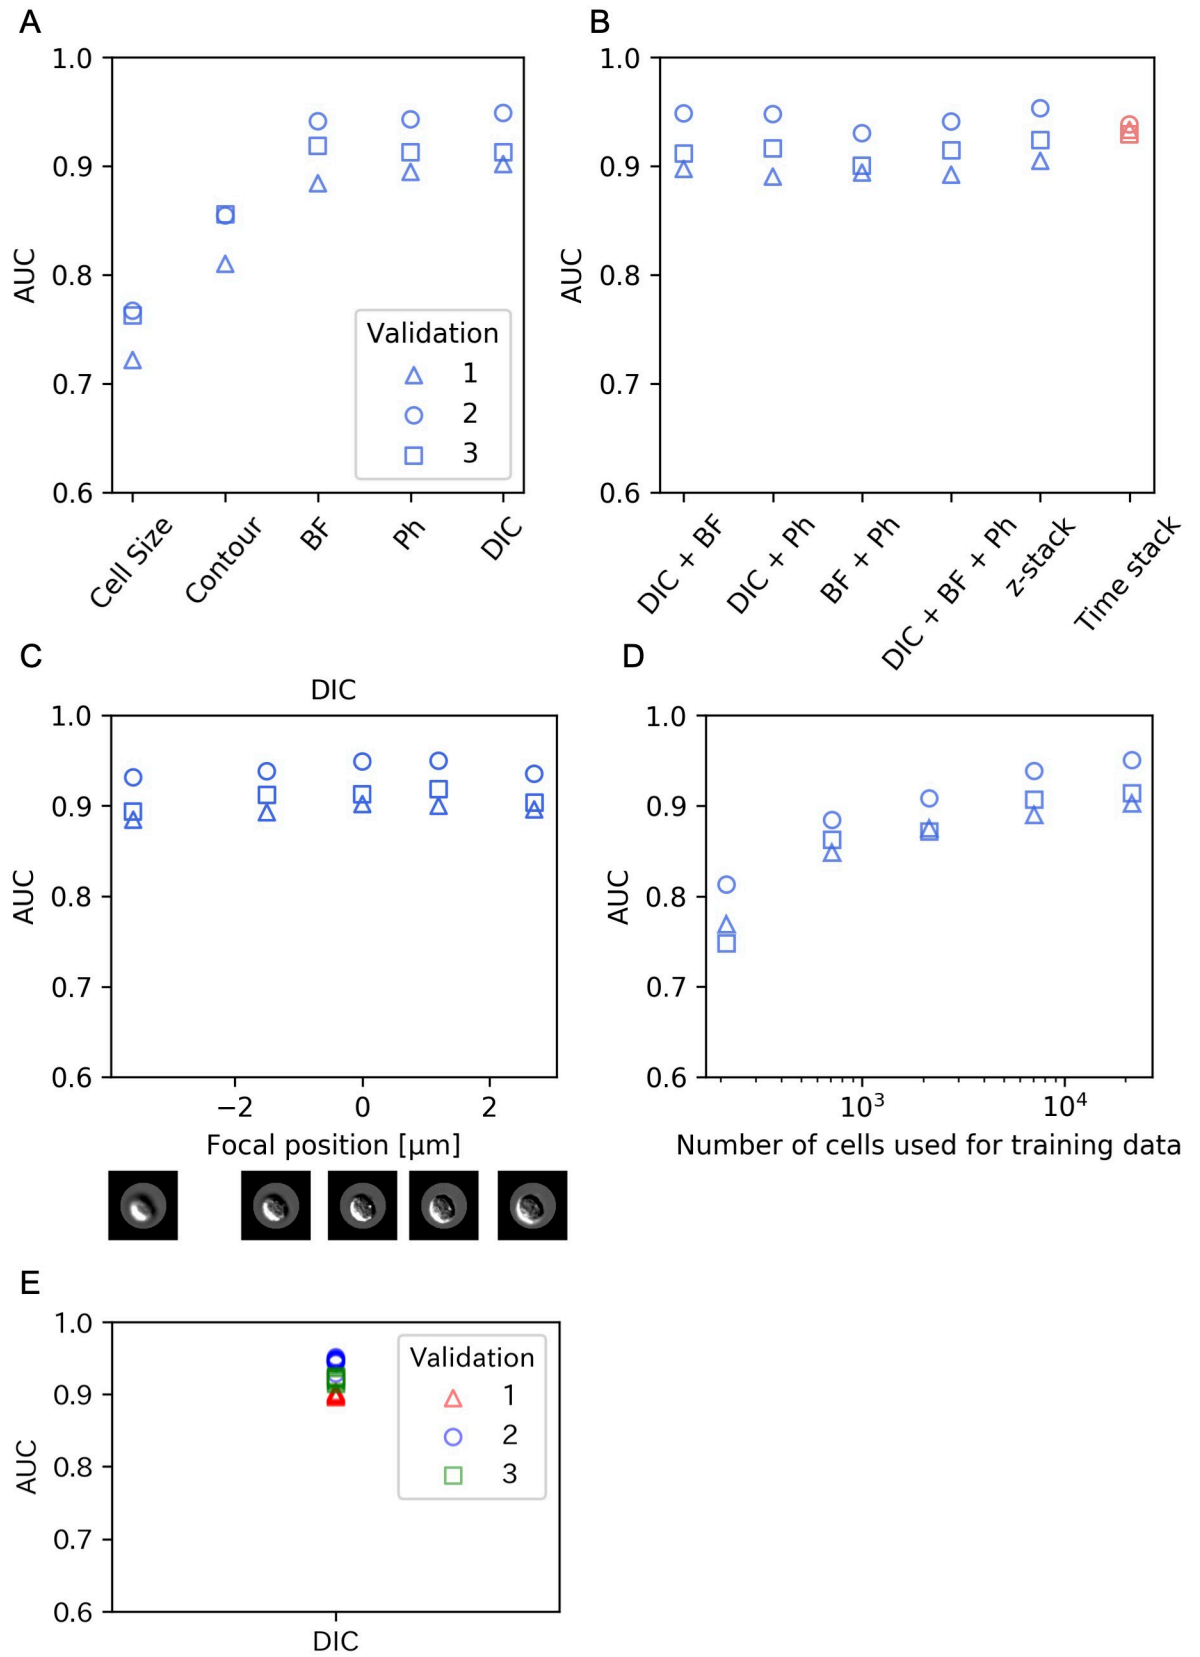 A
1.0
0.9
0.8
0.7
0.6
AUC
Validation
1
2
3
Cell Size
Contour
BF
Ph
DIC
B
1.0
0.9
0.8
0.7
0.6
AUC
DIC + BF
DIC + Ph
BF + Ph
DIC + BF + Ph
z-stack
Time stack
C
DIC
1.0
0.9
0.8
0.7
0.6
AUC
−2 0 2
Focal position [µm]
D
1.0
0.9
0.8
0.7
0.6
AUC
10³ 10⁴
Number of cells used for training data
E
1.0
0.9
0.8
0.7
0.6
AUC
Validation
1
2
3
DIC